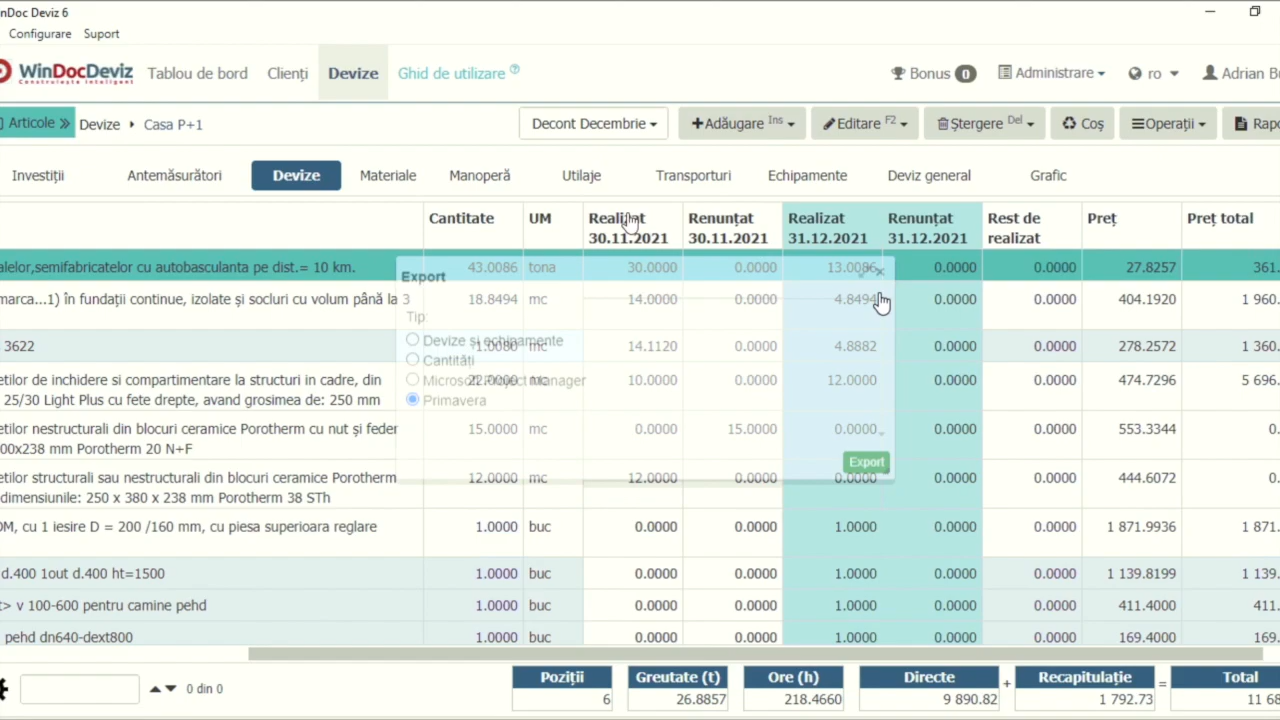 nDoc Deviz 6
Configurare Suport
WinDocDeviz
Construiește Inteligent
Tablou de bord Clienți Devize Ghid de utilizare ? Bonus 0 Administrare ro Adrian Bu
Articole Devize Casa P+1 Decont Decembrie Adăugare Ins Editare F2 Ștergere Del Coș Operații Rapo
Investiții Antemăsurători Devize Materiale Manoperă Utilaje Transporturi Echipamente Deviz general Grafic
Cantitate UM Realizat 30.11.2021 Renunțat 30.11.2021 Realizat 31.12.2021 Renunțat 31.12.2021 Rest de realizat Preț Preț total
alelor,semifabricatelor cu autobasculanta pe dist.= 10 km. 43.0086 tona 30.0000 0.0000 13.0086 0.0000 0.0000 27.8257 361.
Export
marca...1) în fundații continue, izolate și socluri cu volum până la 3 18.8494 mc 14.0000 0.0000 4.8494 0.0000 0.0000 404.1920 1 960.
Tip:
Devize și echipamente
3622 1.0080 mc 14.1120 0.0000 4.8882 0.0000 0.0000 278.2572 1 360.
Cantități
etilor de inchidere si compartimentare la structuri in cadre, din 22.0000 mc 10.0000 0.0000 12.0000 0.0000 0.0000 474.7296 5 696.
Microsoft Project Manager
25/30 Light Plus cu fete drepte, avand grosimea de: 250 mm
Primavera
etilor nestructurali din blocuri ceramice Porotherm cu nut și feder 15.0000 mc 0.0000 15.0000 0.0000 0.0000 0.0000 553.3344 0.
00x238 mm Porotherm 20 N+F
Export
etilor structurali sau nestructurali din blocuri ceramice Porotherm 12.0000 mc 12.0000 0.0000 0.0000 0.0000 0.0000 444.6072 0.
dimensiunile: 250 x 380 x 238 mm Porotherm 38 STh
OM, cu 1 iesire D = 200 /160 mm, cu piesa superioara reglare 1.0000 buc 0.0000 0.0000 1.0000 0.0000 0.0000 1 871.9936 1 871.
d.400 1out d.400 ht=1500 1.0000 buc 0.0000 0.0000 1.0000 0.0000 0.0000 1 139.8199 1 139.
t> v 100-600 pentru camine pehd 1.0000 buc 0.0000 0.0000 1.0000 0.0000 0.0000 411.4000 411.
pehd dn640-dext800 1.0000 buc 0.0000 0.0000 1.0000 0.0000 0.0000 169.4000 169.
0 din 0
Poziții Greutate (t) Ore (h) Directe Recapitulație Total
6 26.8857 218.4660 9 890.82 + 1 792.73 = 11 68